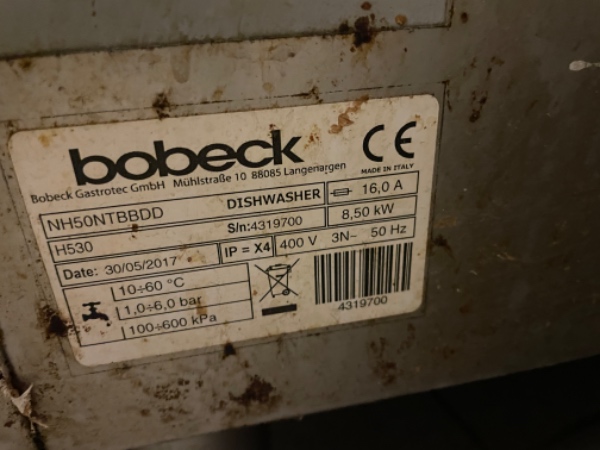 bobeck
CE
Bobeck Gastrotec GmbH Mühlstraße 10 88085 Langenargen
MADE IN ITALY
NH50NTBBDD DISHWASHER 16,0 A
H530 S/n:4319700 8,50 kW
Date: 30/05/2017 IP = X4 400 V 3N~ 50 Hz
10÷60 °C
1,0÷6,0 bar
100÷600 kPa
4319700